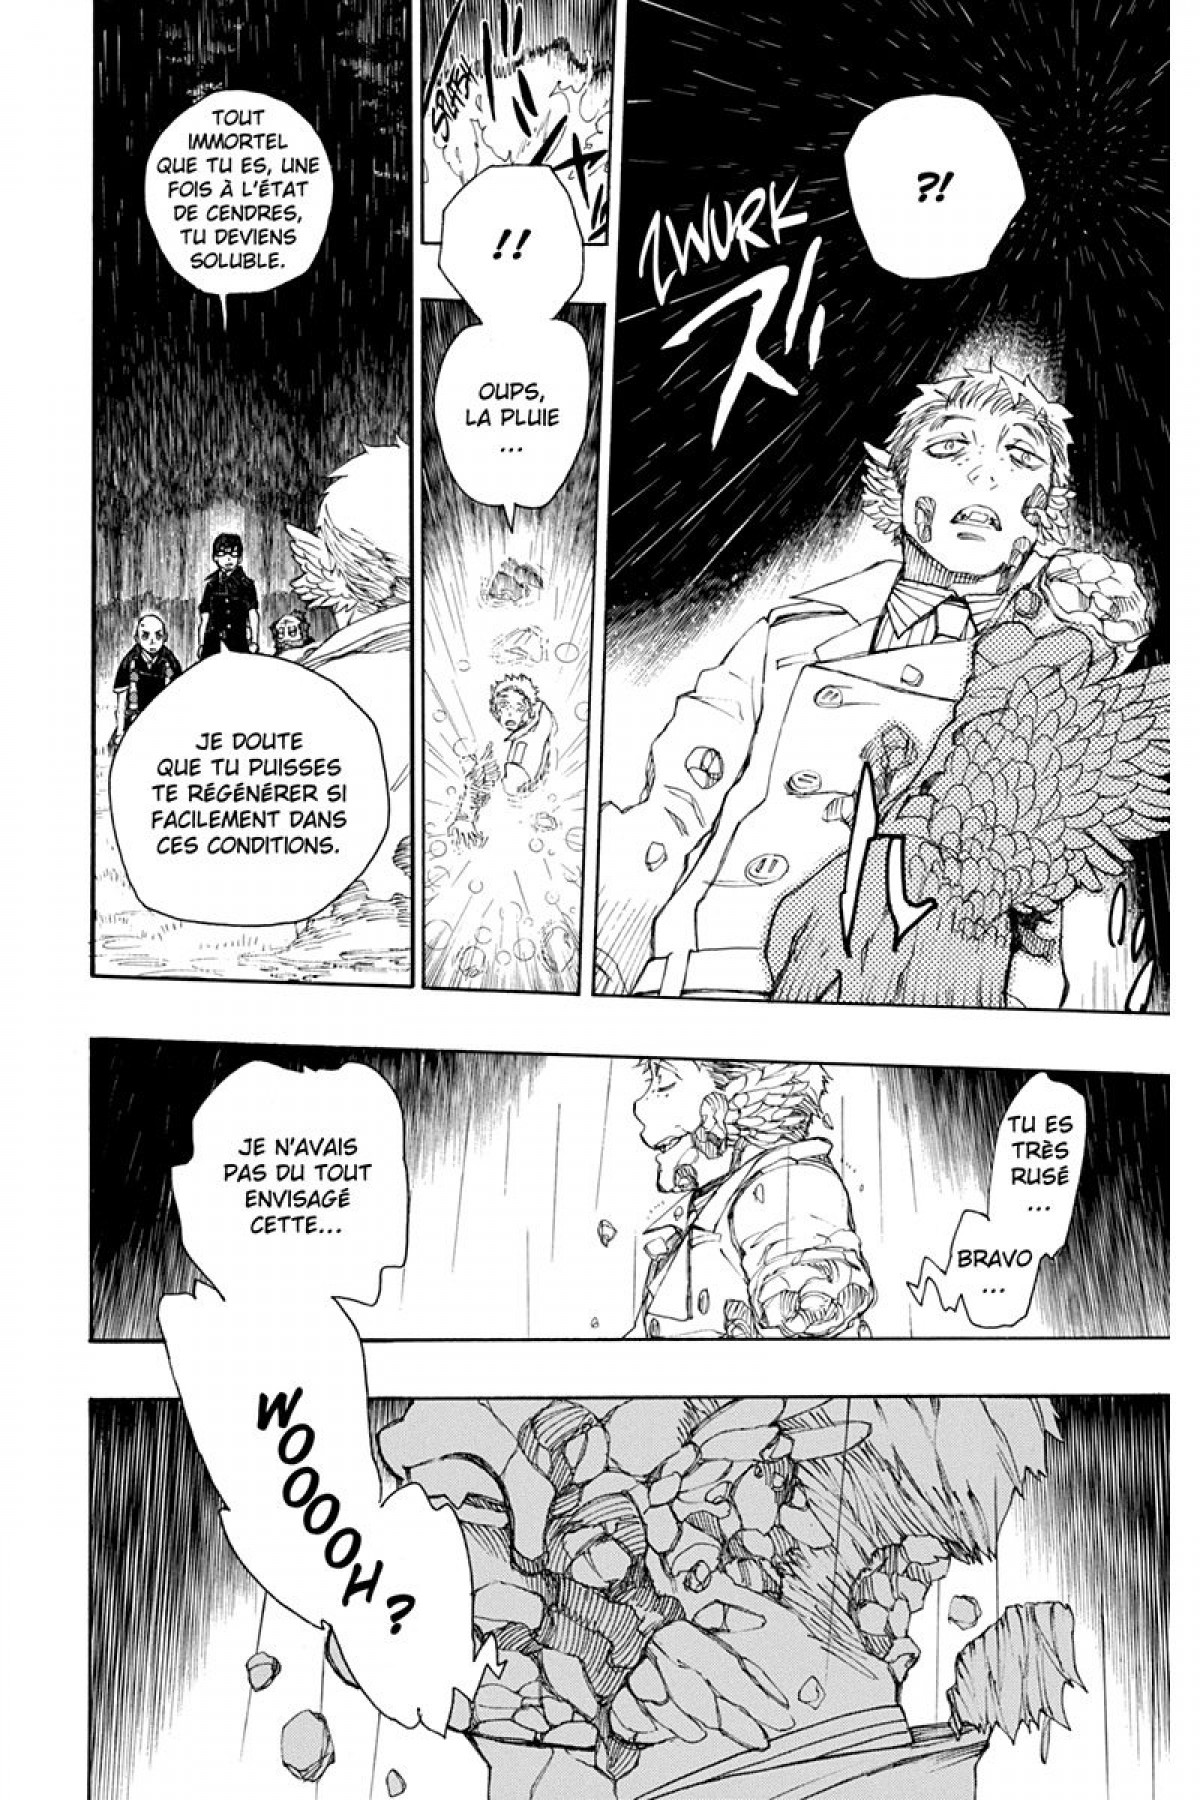 ?!
ZWURK
ズル
SPLASH
!!
OUPS,
LA PLUIE
...
TOUT
IMMORTEL
QUE TU ES, UNE
FOIS À L'ÉTAT
DE CENDRES,
TU DEVIENS
SOLUBLE.
JE DOUTE
QUE TU PUISSES
TE RÉGÉNÉRER SI
FACILEMENT DANS
CES CONDITIONS.
TU ES
TRÈS
RUSÉ
...
BRAVO
...
JE N'AVAIS
PAS DU TOUT
ENVISAGÉ
CETTE...
WOOOOH?